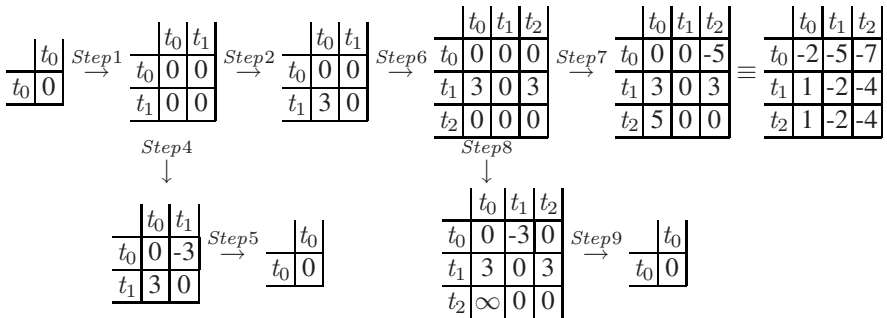 t₀
t₀ 0
Step1
→
t₀ t₁
t₀ 0 0
t₁ 0 0
Step2
→
t₀ t₁
t₀ 0 0
t₁ 3 0
Step6
→
t₀ t₁ t₂
t₀ 0 0 0
t₁ 3 0 3
t₂ 0 0 0
Step7
→
t₀ t₁ t₂
t₀ 0 0 -5
t₁ 3 0 3
t₂ 5 0 0
≡
t₀ t₁ t₂
t₀ -2 -5 -7
t₁ 1 -2 -4
t₂ 1 -2 -4
Step4
↓
t₀ t₁
t₀ 0 -3
t₁ 3 0
Step5
→
t₀
t₀ 0
Step8
↓
t₀ t₁ t₂
t₀ 0 -3 0
t₁ 3 0 3
t₂ ∞ 0 0
Step9
→
t₀
t₀ 0